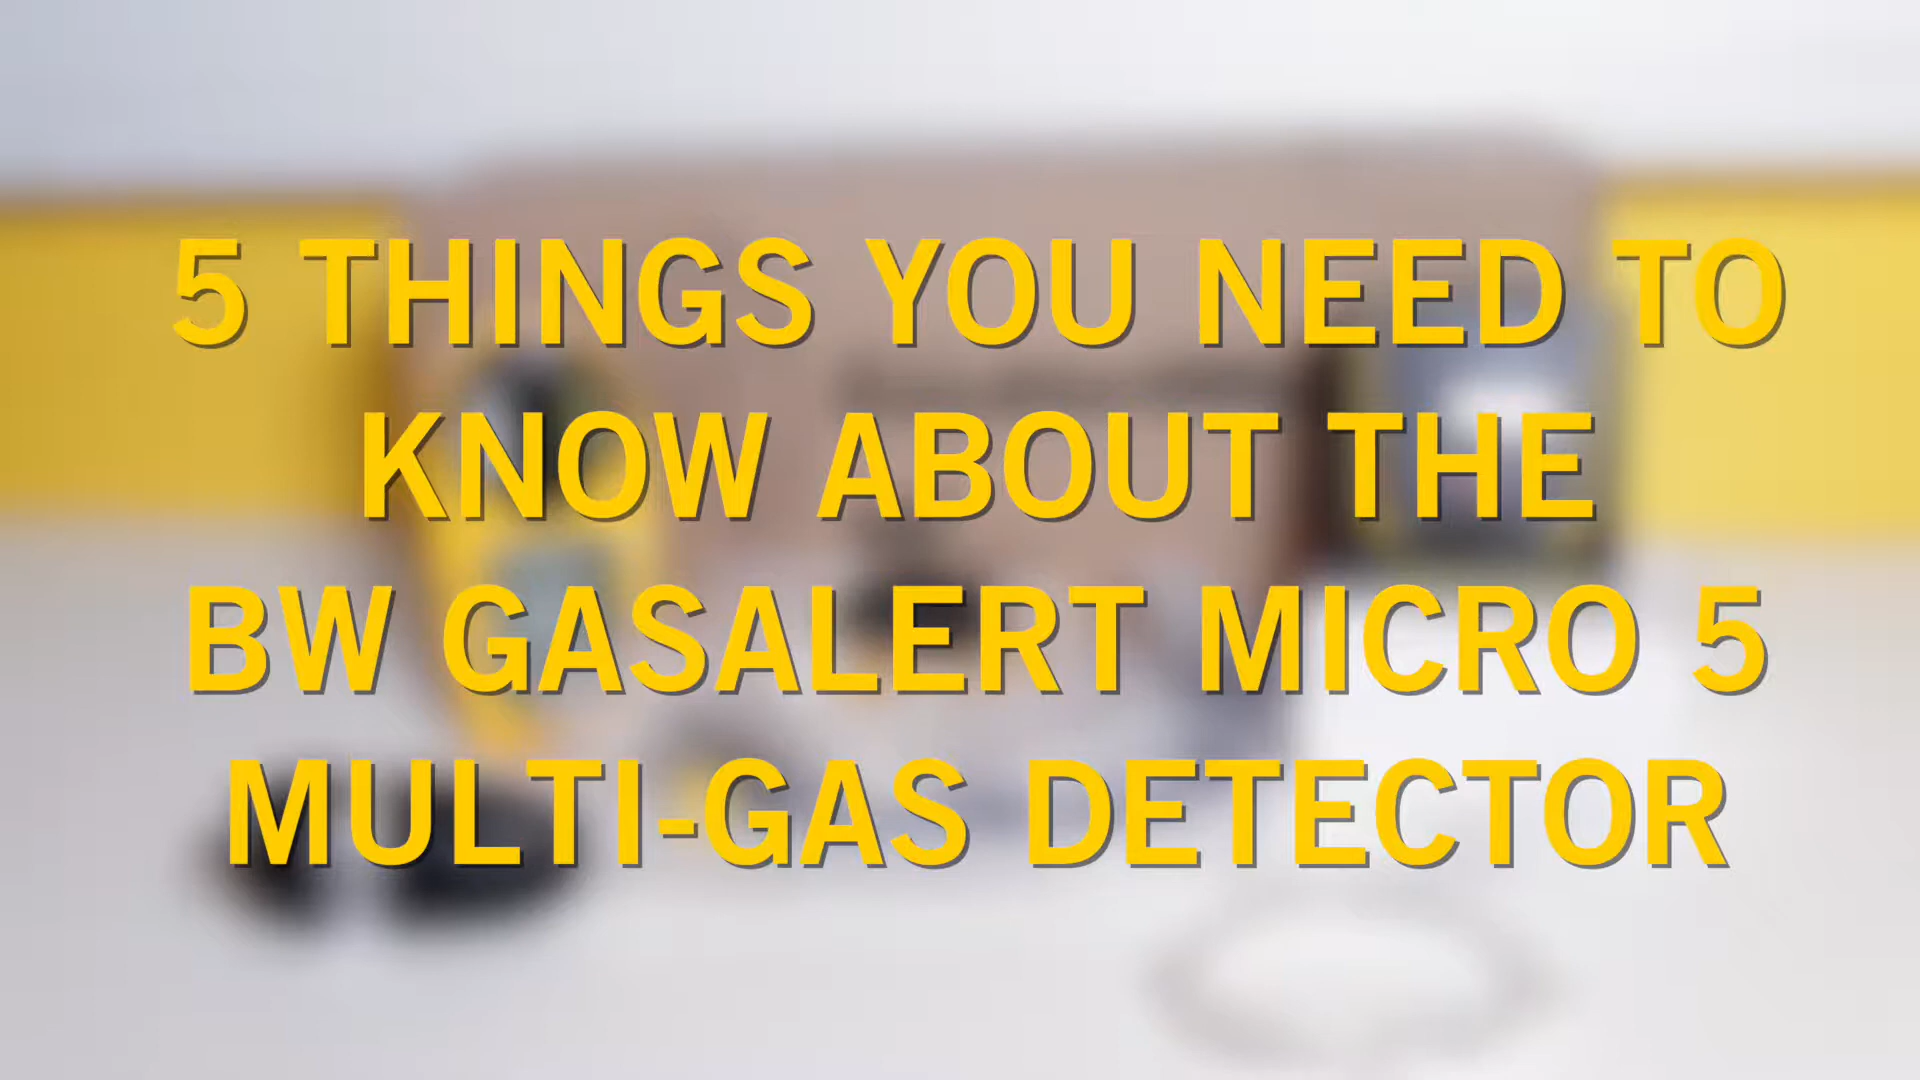 5 THINGS YOU NEED TO
KNOW ABOUT THE
BW GASALERT MICRO 5
MULTI-GAS DETECTOR